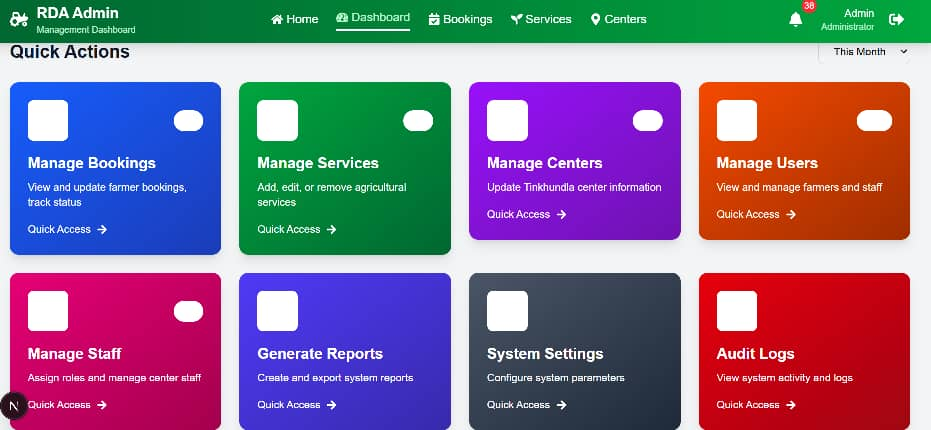 RDA Admin
Management Dashboard
Home
Dashboard
Bookings
Services
Centers
38
Admin
Administrator
Quick Actions
This Month
Manage Bookings
View and update farmer bookings,
track status
Quick Access
Manage Services
Add, edit, or remove agricultural
services
Quick Access
Manage Centers
Update Tinkhundla center information
Quick Access
Manage Users
View and manage farmers and staff
Quick Access
Manage Staff
Assign roles and manage center staff
Quick Access
Generate Reports
Create and export system reports
Quick Access
System Settings
Configure system parameters
Quick Access
Audit Logs
View system activity and logs
Quick Access
N